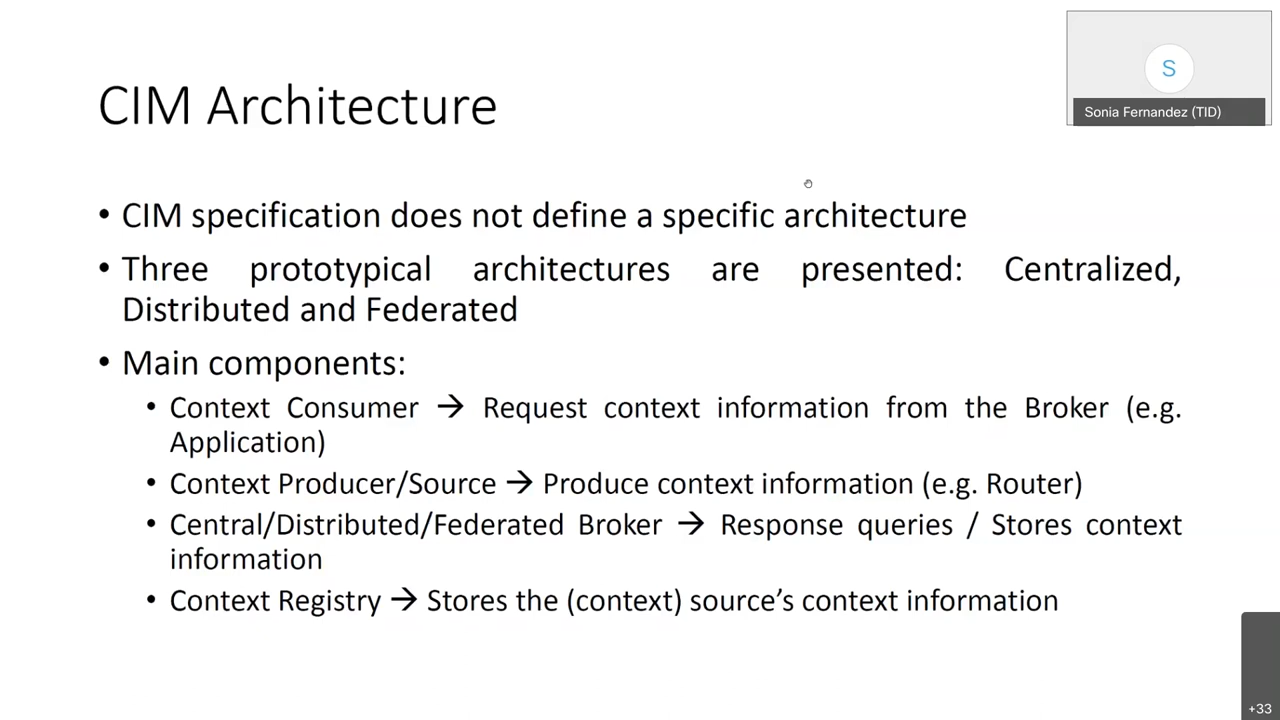 CIM Architecture
S
Sonia Fernandez (TID)
• CIM specification does not define a specific architecture
• Three prototypical architectures are presented: Centralized,
Distributed and Federated
• Main components:
• Context Consumer → Request context information from the Broker (e.g.
Application)
• Context Producer/Source → Produce context information (e.g. Router)
• Central/Distributed/Federated Broker → Response queries / Stores context
information
• Context Registry → Stores the (context) source’s context information
+33